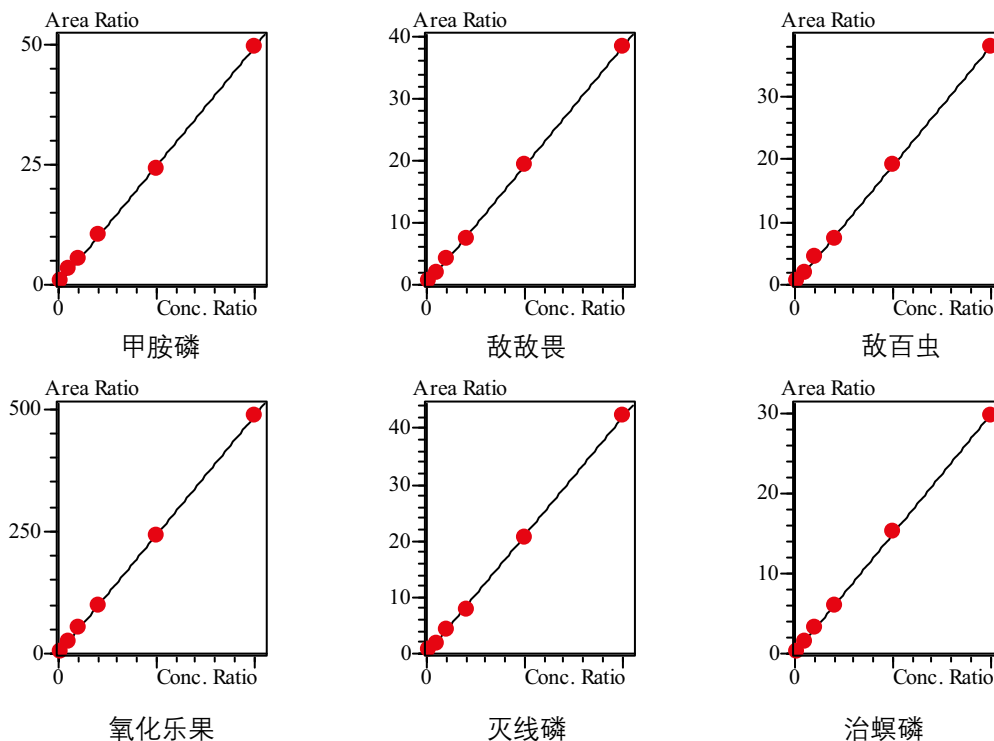 Area Ratio
50
25
0
0
Conc. Ratio
甲胺磷
Area Ratio
40
30
20
10
0
0
Conc. Ratio
敌敌畏
Area Ratio
30
20
10
0
0
Conc. Ratio
敌百虫
Area Ratio
500
250
0
0
Conc. Ratio
氧化乐果
Area Ratio
40
30
20
10
0
0
Conc. Ratio
灭线磷
Area Ratio
30
20
10
0
0
Conc. Ratio
治螟磷